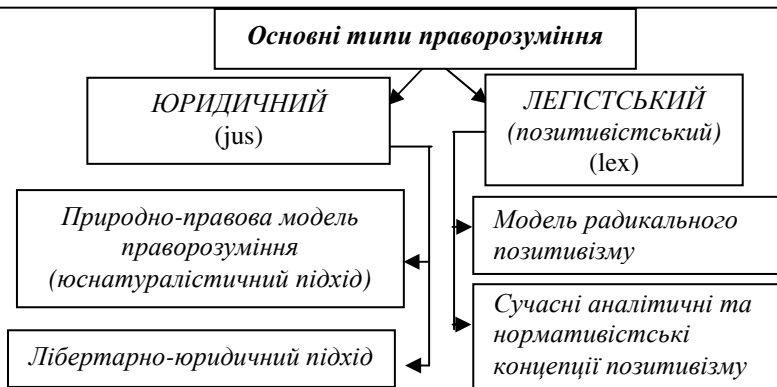 Основні типи праворозуміння
ЮРИДИЧНИЙ
(jus)
ЛЕГІСТСЬКИЙ
(позитивістський)
(lex)
Природно-правова модель
праворозуміння
(юснатуралістичний підхід)
Лібертарно-юридичний підхід
Модель радикального
позитивізму
Сучасні аналітичні та
нормативістські
концепції позитивізму